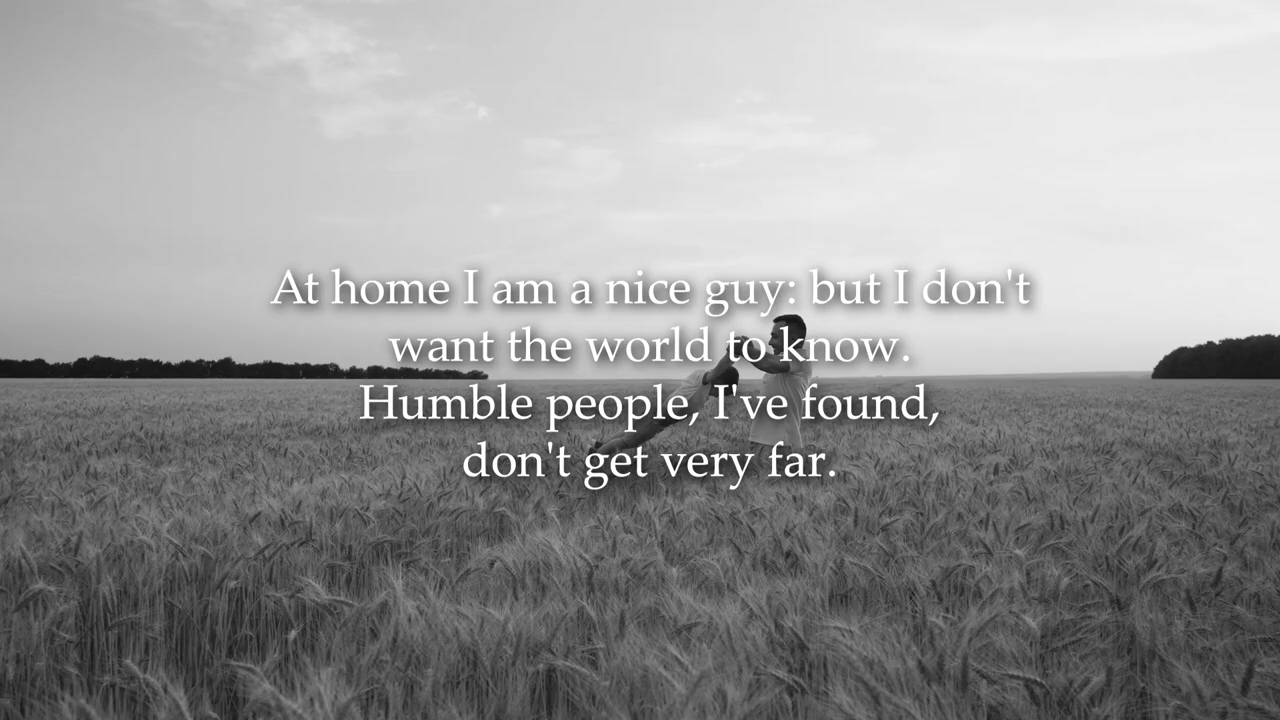 At home I am a nice guy: but I don't
want the world to know.
Humble people, I've found,
don't get very far.